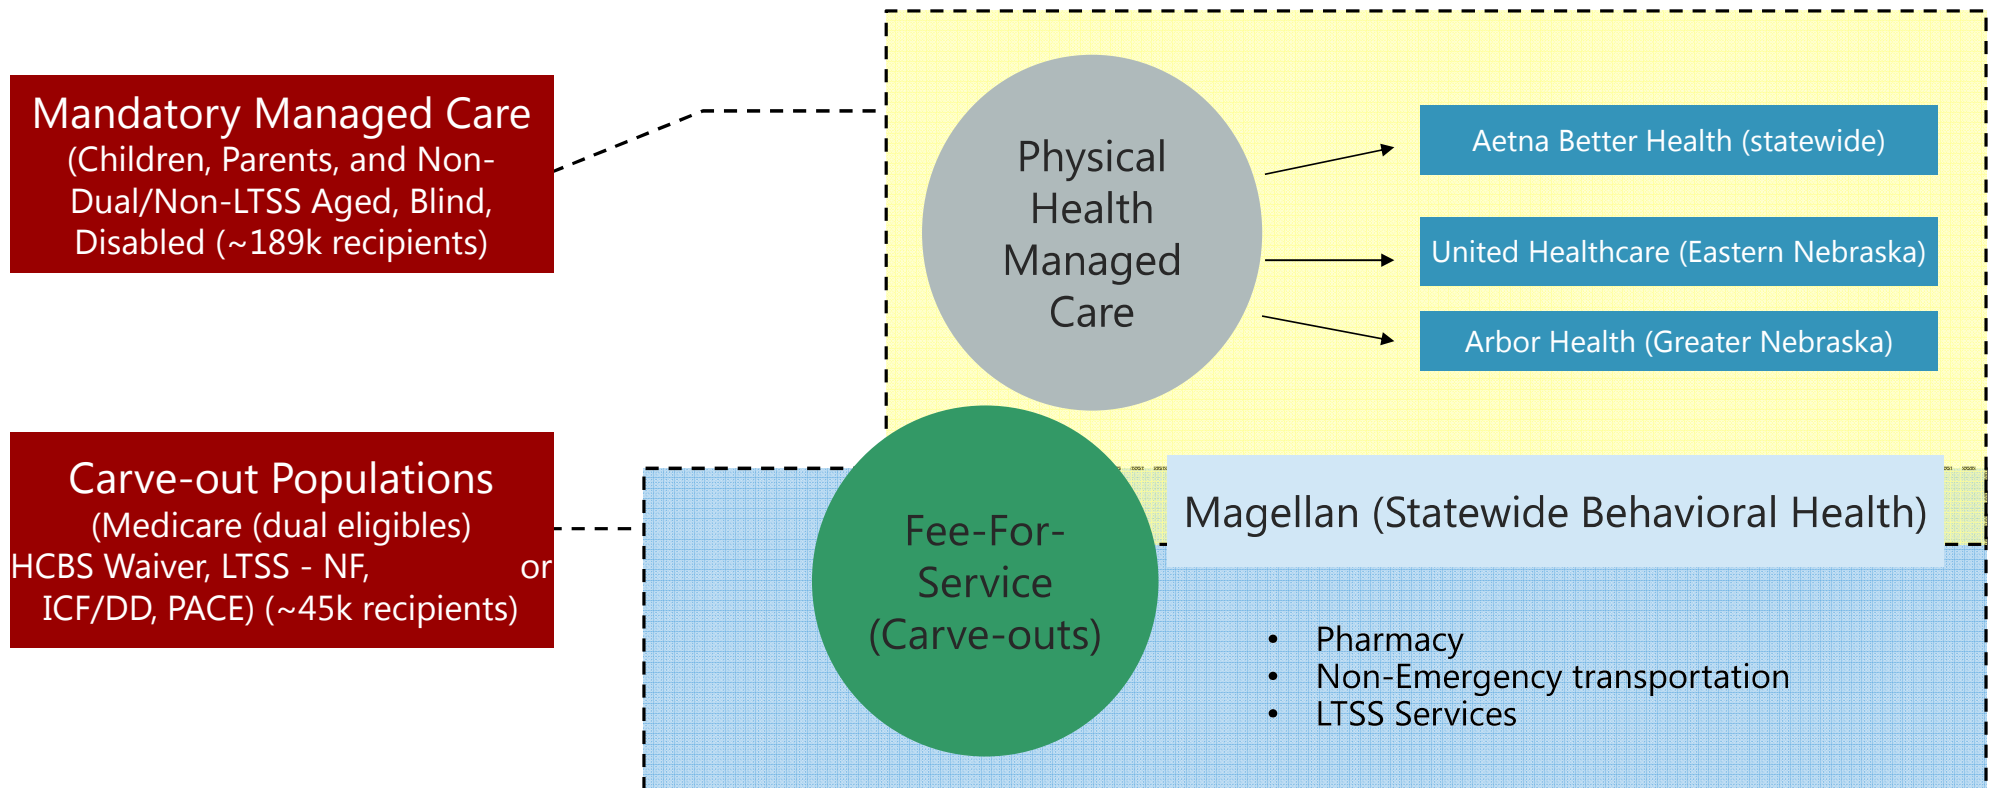 Mandatory Managed Care
(Children, Parents, and Non-
Dual/Non-LTSS Aged, Blind,
Disabled (~189k recipients)
Physical
Health
Managed
Care
Aetna Better Health (statewide)
United Healthcare (Eastern Nebraska)
Arbor Health (Greater Nebraska)
Carve-out Populations
(Medicare (dual eligibles)
HCBS Waiver, LTSS - NF, or
ICF/DD, PACE) (~45k recipients)
Fee-For-
Service
(Carve-outs)
Magellan (Statewide Behavioral Health)
• Pharmacy
• Non-Emergency transportation
• LTSS Services